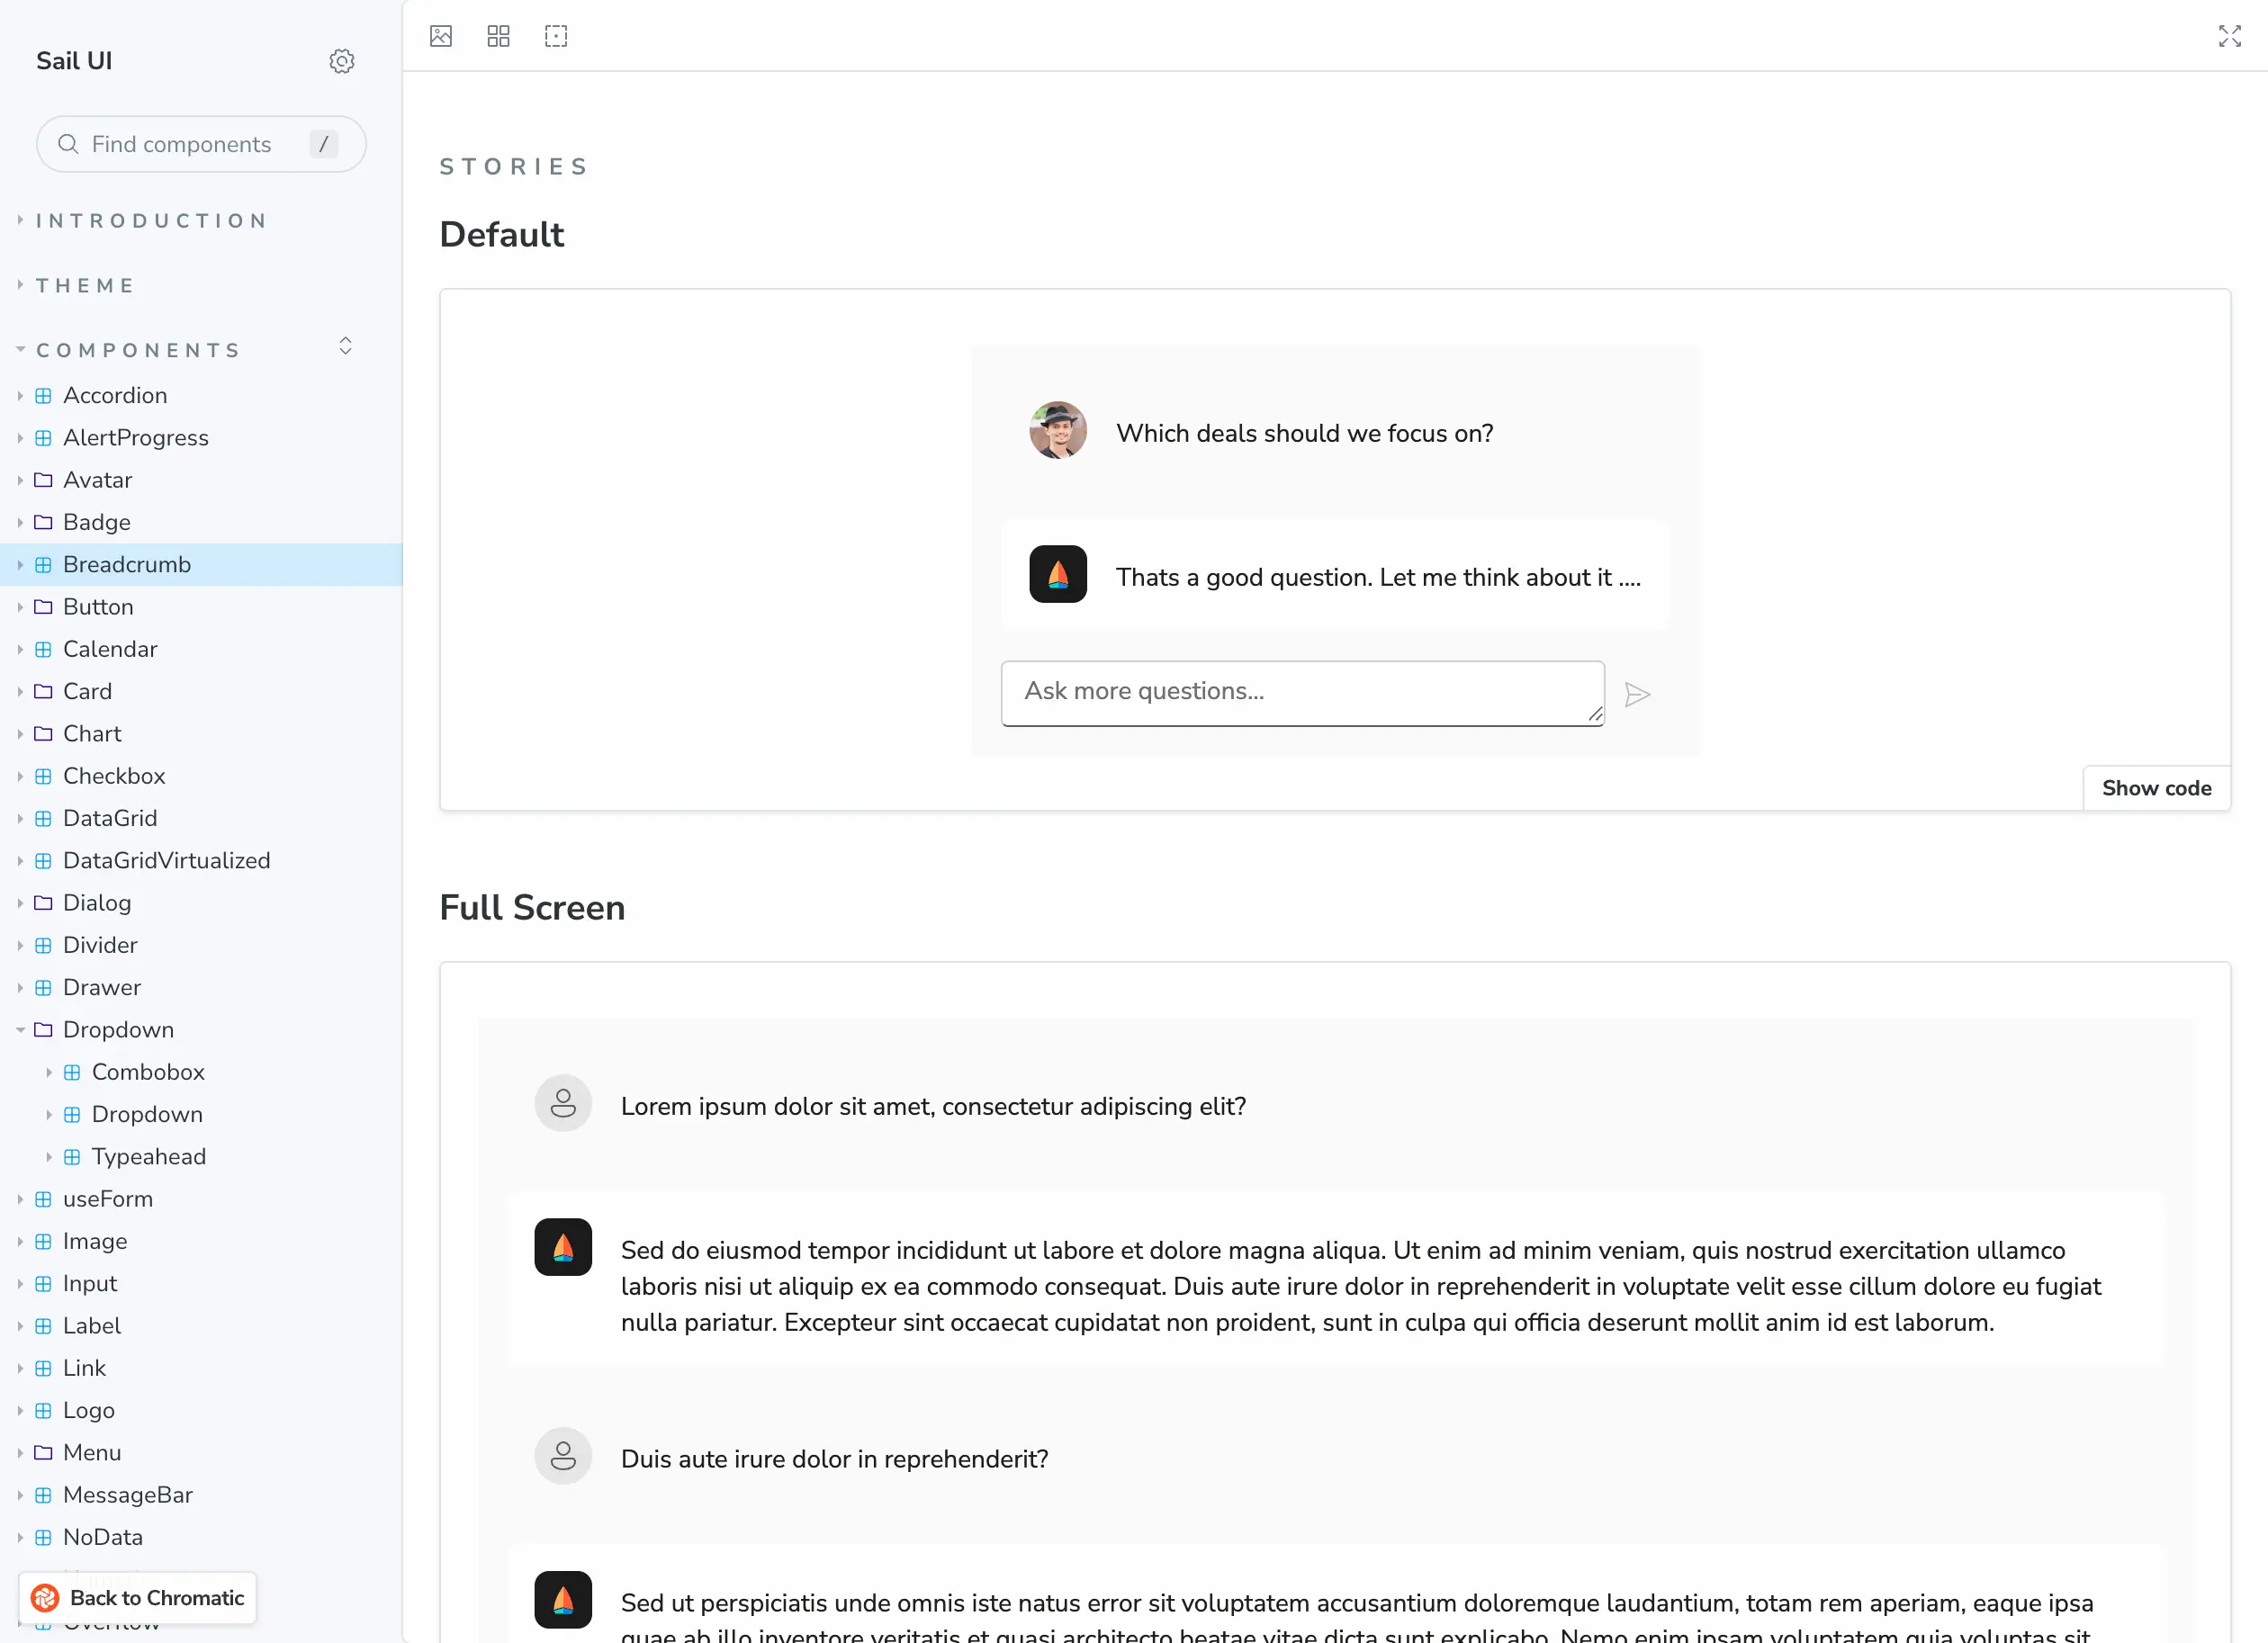 Sail UI
Find components /
INTRODUCTION
THEME
COMPONENTS
Accordion
AlertProgress
Avatar
Badge
Breadcrumb
Button
Calendar
Card
Chart
Checkbox
DataGrid
DataGridVirtualized
Dialog
Divider
Drawer
Dropdown
Combobox
Dropdown
Typeahead
useForm
Image
Input
Label
Link
Logo
Menu
MessageBar
NoData
Back to Chromatic
Overflow
STORIES
Default
Which deals should we focus on?
Thats a good question. Let me think about it ....
Ask more questions...
Show code
Full Screen
Lorem ipsum dolor sit amet, consectetur adipiscing elit?
Sed do eiusmod tempor incididunt ut labore et dolore magna aliqua. Ut enim ad minim veniam, quis nostrud exercitation ullamco
laboris nisi ut aliquip ex ea commodo consequat. Duis aute irure dolor in reprehenderit in voluptate velit esse cillum dolore eu fugiat
nulla pariatur. Excepteur sint occaecat cupidatat non proident, sunt in culpa qui officia deserunt mollit anim id est laborum.
Duis aute irure dolor in reprehenderit?
Sed ut perspiciatis unde omnis iste natus error sit voluptatem accusantium doloremque laudantium, totam rem aperiam, eaque ipsa
quae ab illo inventore veritatis et quasi architecto beatae vitae dicta sunt explicabo. Nemo enim ipsam voluptatem quia voluptas sit